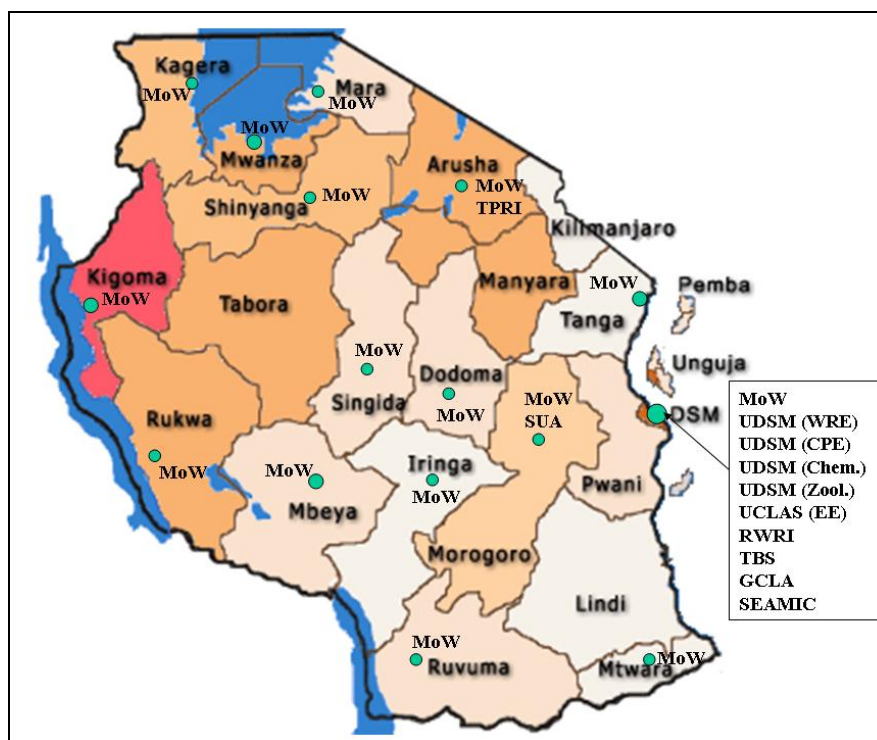 Kagera
MoW
Mara
MoW
MoW
Mwanza
Arusha
MoW
TPRI
Shinyanga
MoW
Kilimanjaro
Kigoma
MoW
Tabora
Manyara
MoW
Tanga
Pemba
Unguja
MoW
Singida
Dodoma
MoW
MoW
SUA
DSM
MoW
UDSM (WRE)
UDSM (CPE)
UDSM (Chem.)
UDSM (Zool.)
UCLAS (EE)
RWRI
TBS
GCLA
SEAMIC
Rukwa
MoW
MoW
Mbeya
Iringa
MoW
Pwani
Morogoro
Lindi
MoW
Ruvuma
MoW
Mtwara